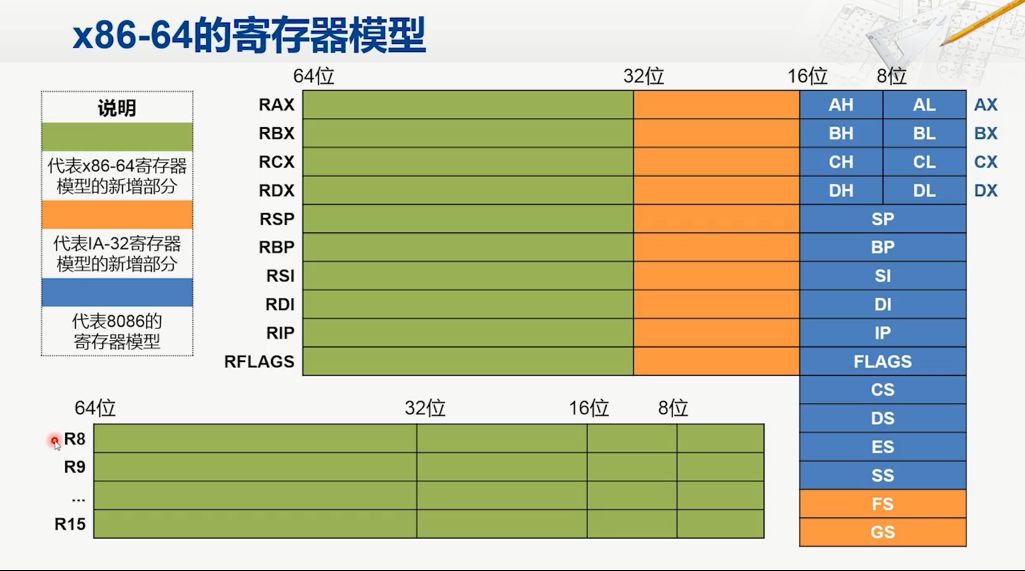 x86-64的寄存器模型
64位 32位 16位 8位
说明
代表x86-64寄存器
模型的新增部分
代表IA-32寄存器
模型的新增部分
代表8086的
寄存器模型
RAX AH AL AX
RBX BH BL BX
RCX CH CL CX
RDX DH DL DX
RSP SP
RBP BP
RSI SI
RDI DI
RIP IP
RFLAGS FLAGS
CS
DS
ES
SS
FS
GS
64位 32位 16位 8位
R8
R9
...
R15